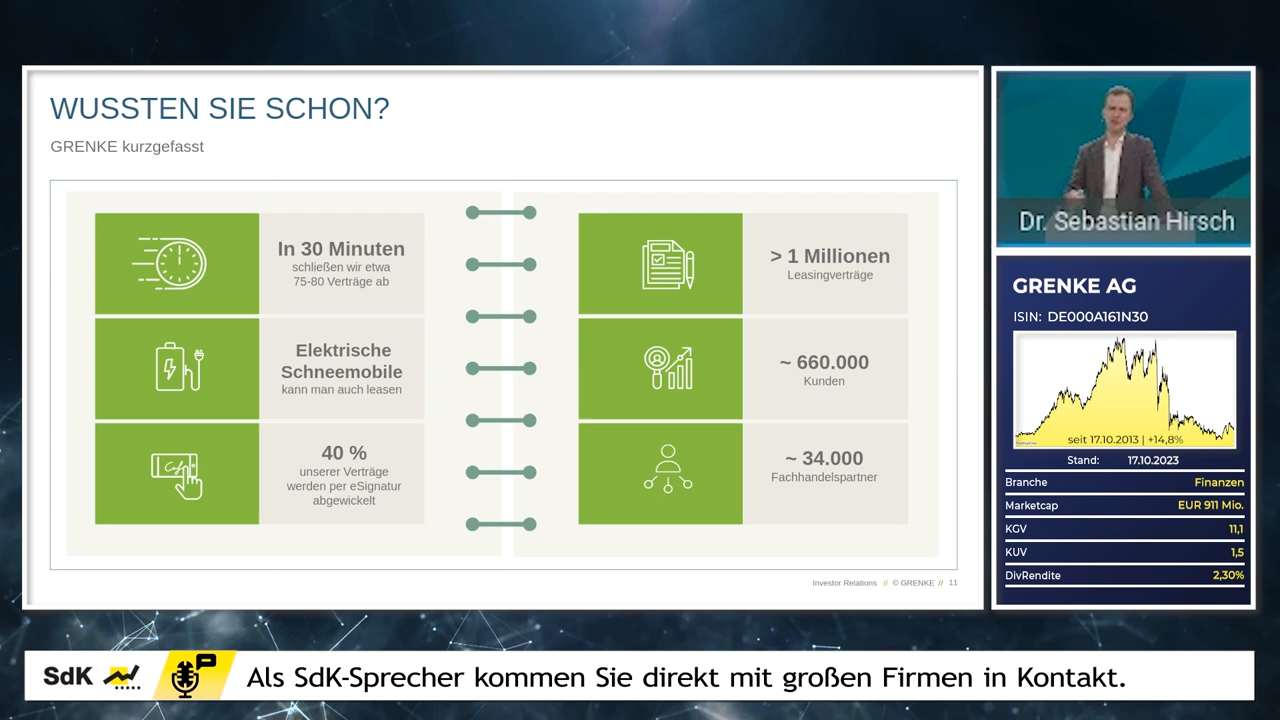 WUSSTEN SIE SCHON?
GRENKE kurzgefasst
In 30 Minuten
schließen wir etwa
75-80 Verträge ab
Elektrische
Schneemobile
kann man auch leasen
40 %
unserer Verträge
werden per eSignatur
abgewickelt
> 1 Millionen
Leasingverträge
~ 660.000
Kunden
~ 34.000
Fachhandelspartner
Investor Relations // © GRENKE // 11
Dr. Sebastian Hirsch
GRENKE AG
ISIN: DE000A161N30
seit 17.10.2013 | +14,8%
Stand: 17.10.2023
Branche Finanzen
Marketcap EUR 911 Mio.
KGV 11,1
KUV 1,5
DivRendite 2,30%
SdK
Als SdK-Sprecher kommen Sie direkt mit großen Firmen in Kontakt.